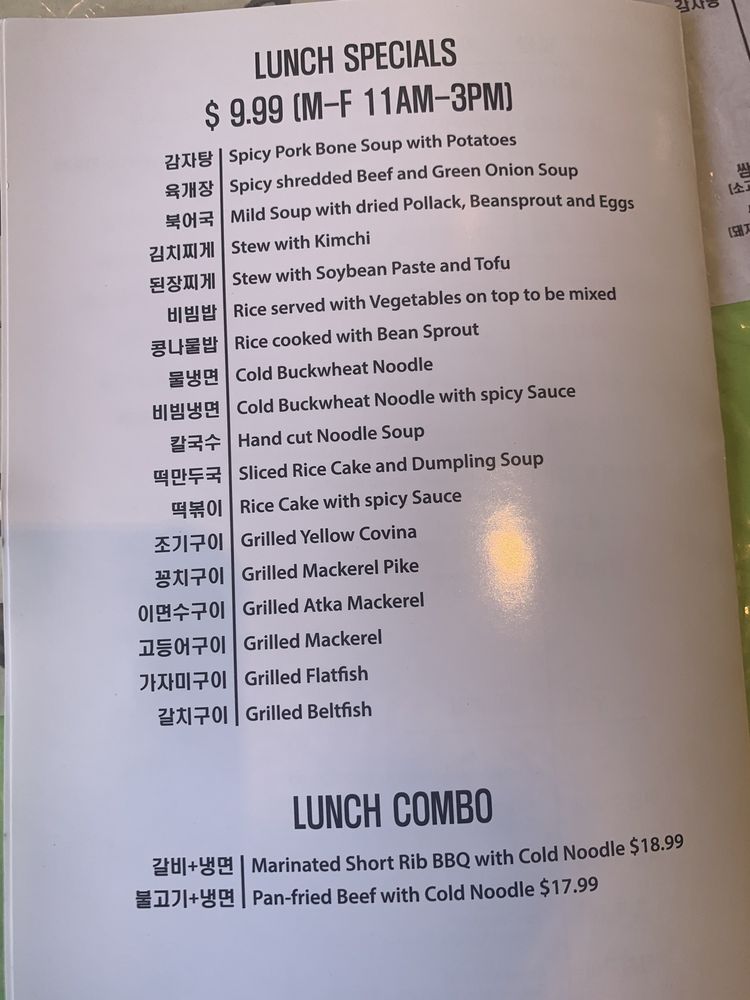 LUNCH SPECIALS
$ 9.99 (M-F 11AM-3PM)
감자탕 Spicy Pork Bone Soup with Potatoes
육개장 Spicy shredded Beef and Green Onion Soup
북어국 Mild Soup with dried Pollack, Beansprout and Eggs
김치찌게 Stew with Kimchi
된장찌게 Stew with Soybean Paste and Tofu
비빔밥 Rice served with Vegetables on top to be mixed
콩나물밥 Rice cooked with Bean Sprout
물냉면 Cold Buckwheat Noodle
비빔냉면 Cold Buckwheat Noodle with spicy Sauce
칼국수 Hand cut Noodle Soup
떡만두국 Sliced Rice Cake and Dumpling Soup
떡볶이 Rice Cake with spicy Sauce
조기구이 Grilled Yellow Covina
꽁치구이 Grilled Mackerel Pike
이면수구이 Grilled Atka Mackerel
고등어구이 Grilled Mackerel
가자미구이 Grilled Flatfish
갈치구이 Grilled Beltfish
LUNCH COMBO
갈비+냉면 Marinated Short Rib BBQ with Cold Noodle $18.99
불고기+냉면 Pan-fried Beef with Cold Noodle $17.99
감자탕